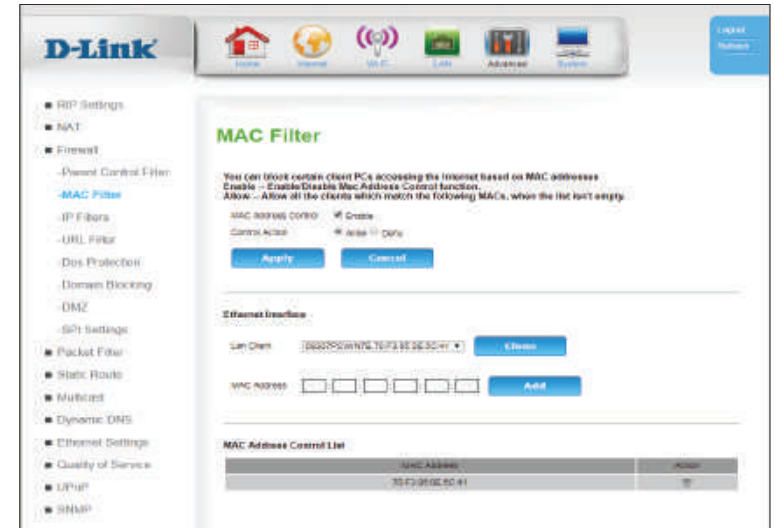 D-Link
Home
Internet
Wi-Fi
LAN
Advanced
System
Logout
RIP Settings
NAT
Firewall
-Parent Control Filter
-MAC Filter
-IP Filters
-URL Filter
-Dos Protection
-Domain Blocking
-DMZ
-SPI Settings
Packet Filter
Static Route
Multicast
Dynamic DNS
Ethernet Settings
Quality of Service
UPnP
SNMP
MAC Filter
You can block certain client PCs accessing the Internet based on MAC addresses
Enable -- Enable/Disable Mac Address Control function.
Allow -- Allow all the clients which match the following MACs, when the list isn't empty.
MAC Address Control Enable
Control Action Allow Deny
Apply Cancel
Ethernet Interface
Lan Client
Clone
MAC Address : : : : : Add
MAC Address Control List
MAC Address Action